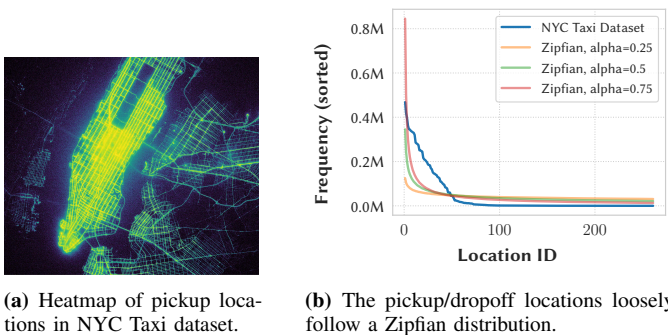 0.8M
0.6M
0.4M
0.2M
0.0M
Frequency (sorted)
NYC Taxi Dataset
Zipfian, alpha=0.25
Zipfian, alpha=0.5
Zipfian, alpha=0.75
0
200
Location ID
(a) Heatmap of pickup loca-
tions in NYC Taxi dataset.
(b) The pickup/dropoff locations loosely
follow a Zipfian distribution.